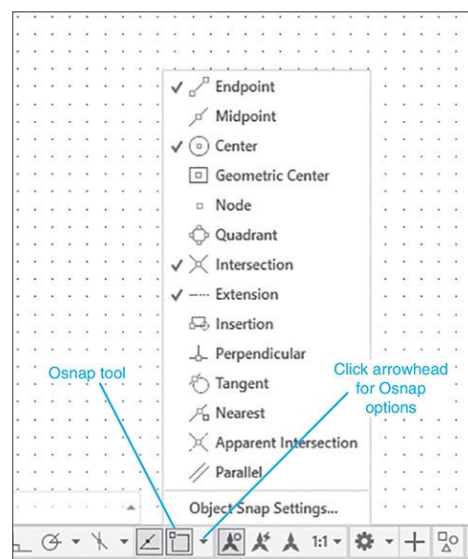 Endpoint
Midpoint
Center
Geometric Center
Node
Quadrant
Intersection
Extension
Insertion
Perpendicular
Osnap tool
Tangent
Click arrowhead
for Osnap
options
Nearest
Apparent Intersection
Parallel
Object Snap Settings...
1:1